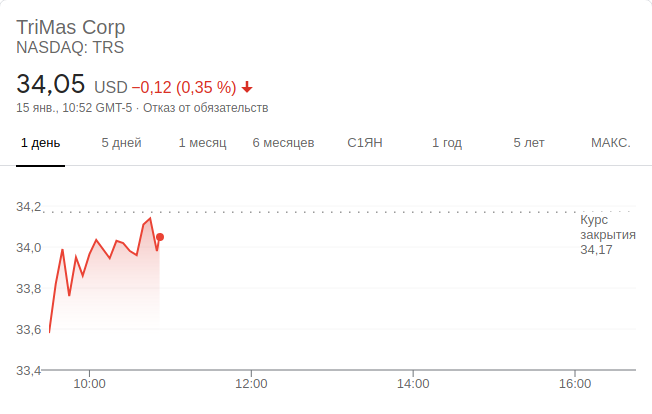 TriMas Corp
NASDAQ: TRS
34,05 USD −0,12 (0,35 %)
15 янв., 10:52 GMT-5 · Отказ от обязательств
1 день 5 дней 1 месяц 6 месяцев С1ЯН 1 год 5 лет МАКС.
34,2
Курс
закрытия
34,17
34,0
33,8
33,6
33,4
10:00 12:00 14:00 16:00